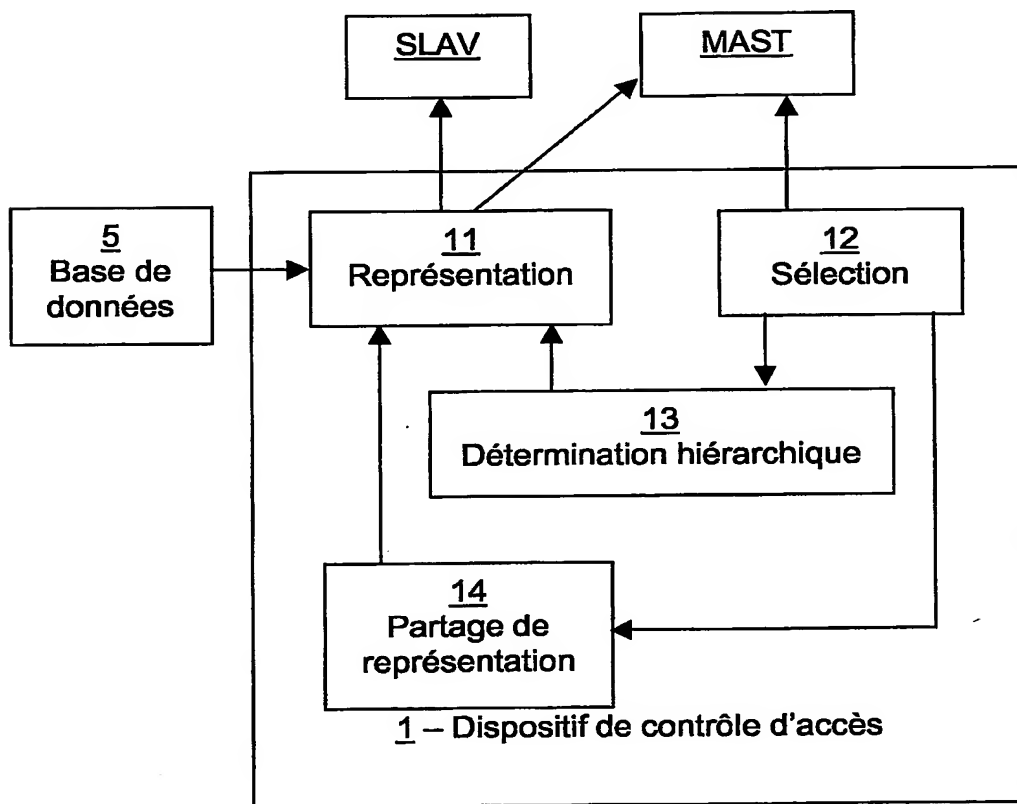 SLAV
MAST
5
Base de
données
11
Représentation
12
Sélection
13
Détermination hiérarchique
14
Partage de
représentation
1 – Dispositif de contrôle d'accès